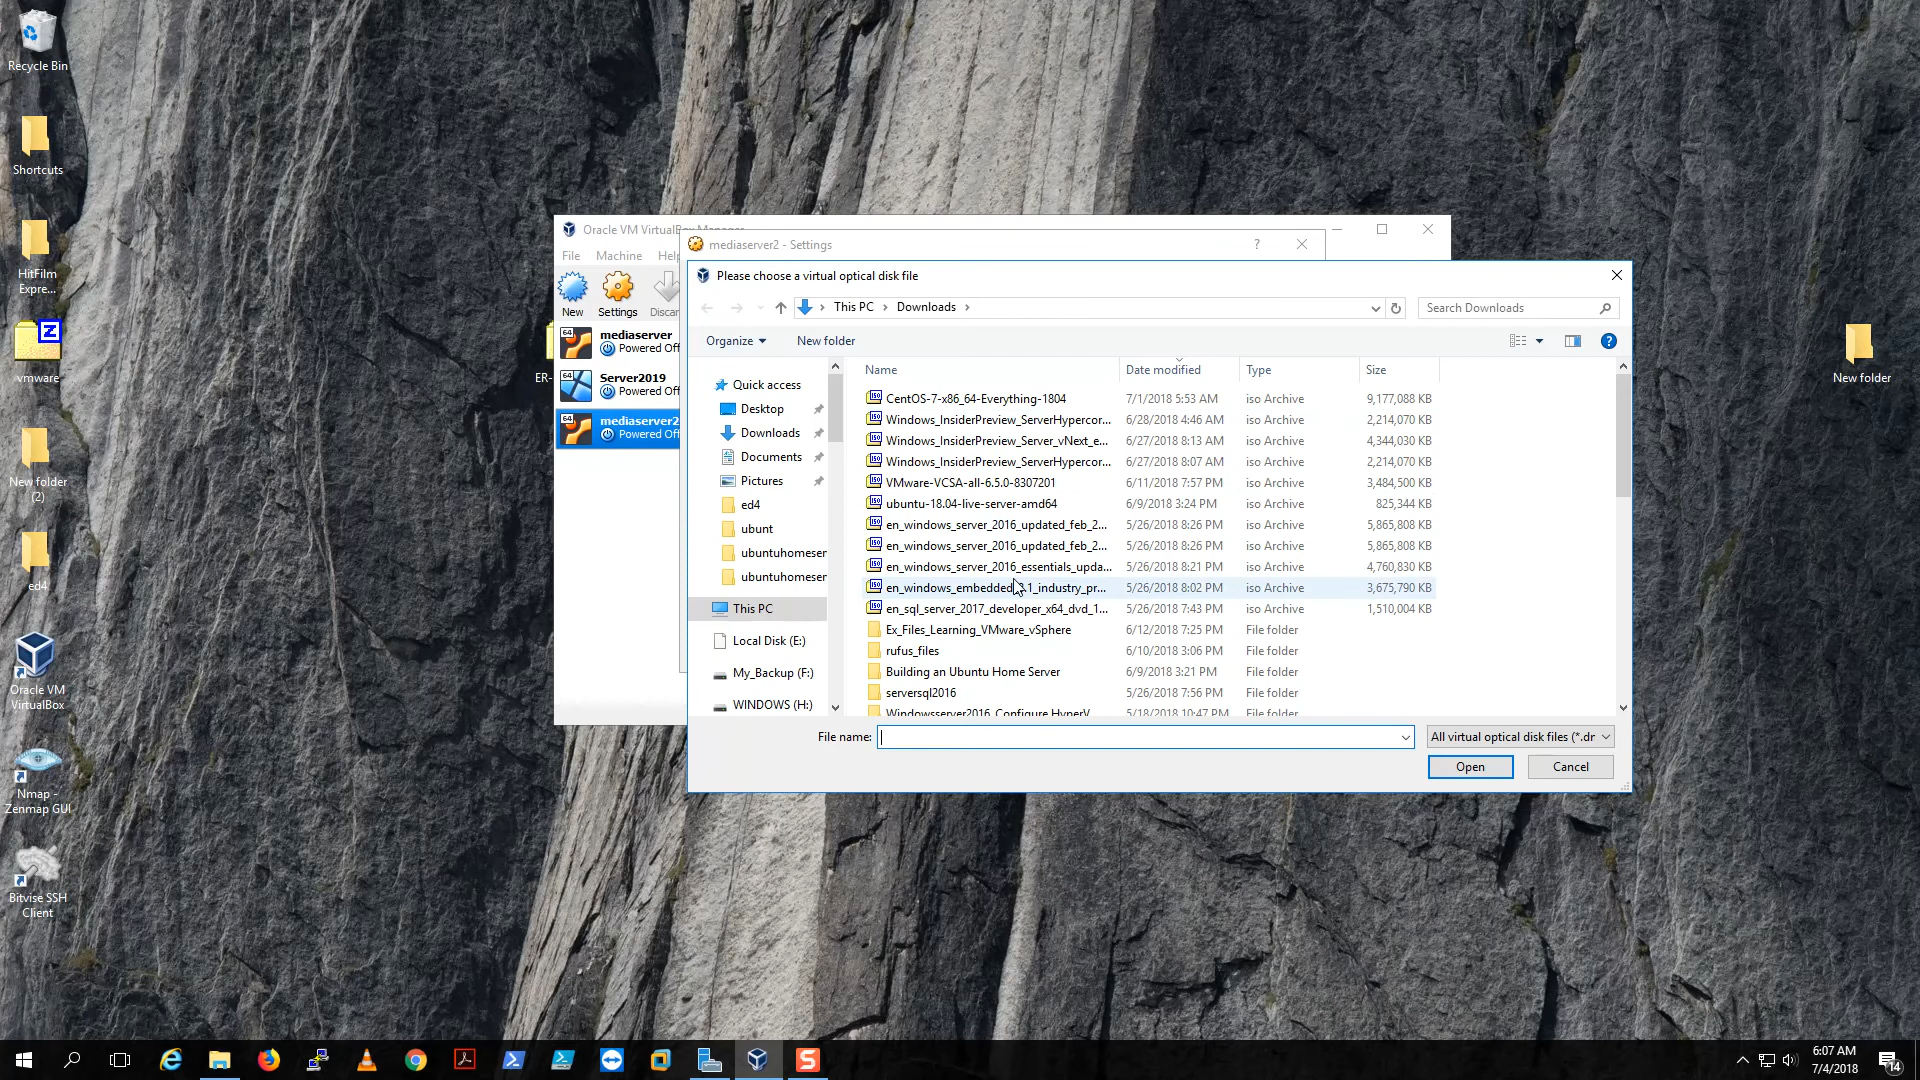 Recycle Bin
Shortcuts
HitFilm
Expre...
vmware
New folder
(2)
ed4
Oracle VM
VirtualBox
Nmap -
Zenmap GUI
Bitvise SSH
Client
New folder
ER-
Oracle VM VirtualBox Manager
File Machine Help
New Settings Discar
mediaserver
Powered Off
Server2019
Powered Off
mediaserver2
Powered Off
mediaserver2 - Settings
?
Please choose a virtual optical disk file
This PC Downloads
Search Downloads
Organize New folder
Quick access
Desktop
Downloads
Documents
Pictures
ed4
ubunt
ubuntuhomeser
ubuntuhomeser
This PC
Local Disk (E:)
My_Backup (F:)
WINDOWS (H:)
Name Date modified Type Size
CentOS-7-x86_64-Everything-1804 7/1/2018 5:53 AM iso Archive 9,177,088 KB
Windows_InsiderPreview_ServerHypercor... 6/28/2018 4:46 AM iso Archive 2,214,070 KB
Windows_InsiderPreview_Server_vNext_e... 6/27/2018 8:13 AM iso Archive 4,344,030 KB
Windows_InsiderPreview_ServerHypercor... 6/27/2018 8:07 AM iso Archive 2,214,070 KB
VMware-VCSA-all-6.5.0-8307201 6/11/2018 7:57 PM iso Archive 3,484,500 KB
ubuntu-18.04-live-server-amd64 6/9/2018 3:24 PM iso Archive 825,344 KB
en_windows_server_2016_updated_feb_2... 5/26/2018 8:26 PM iso Archive 5,865,808 KB
en_windows_server_2016_updated_feb_2... 5/26/2018 8:26 PM iso Archive 5,865,808 KB
en_windows_server_2016_essentials_upda... 5/26/2018 8:21 PM iso Archive 4,760,830 KB
en_windows_embedded_8.1_industry_pr... 5/26/2018 8:02 PM iso Archive 3,675,790 KB
en_sql_server_2017_developer_x64_dvd_1... 5/26/2018 7:43 PM iso Archive 1,510,004 KB
Ex_Files_Learning_VMware_vSphere 6/12/2018 7:25 PM File folder
rufus_files 6/10/2018 3:06 PM File folder
Building an Ubuntu Home Server 6/9/2018 3:21 PM File folder
serversql2016 5/26/2018 7:56 PM File folder
Windowsserver2016_Configure HyperV 5/18/2018 10:47 PM File folder
File name: All virtual optical disk files (*.dr
Open Cancel
6:07 AM
7/4/2018
14